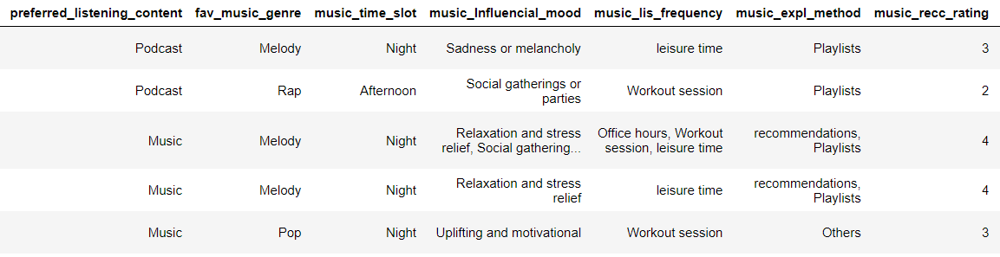 preferred_listening_content fav_music_genre music_time_slot music_Influencial_mood music_lis_frequency music_expl_method music_recc_rating
Podcast Melody Night Sadness or melancholy leisure time Playlists 3
Podcast Rap Afternoon Social gatherings or parties Workout session Playlists 2
Music Melody Night Relaxation and stress relief, Social gathering... Office hours, Workout session, leisure time recommendations, Playlists 4
Music Melody Night Relaxation and stress relief leisure time recommendations, Playlists 4
Music Pop Night Uplifting and motivational Workout session Others 3